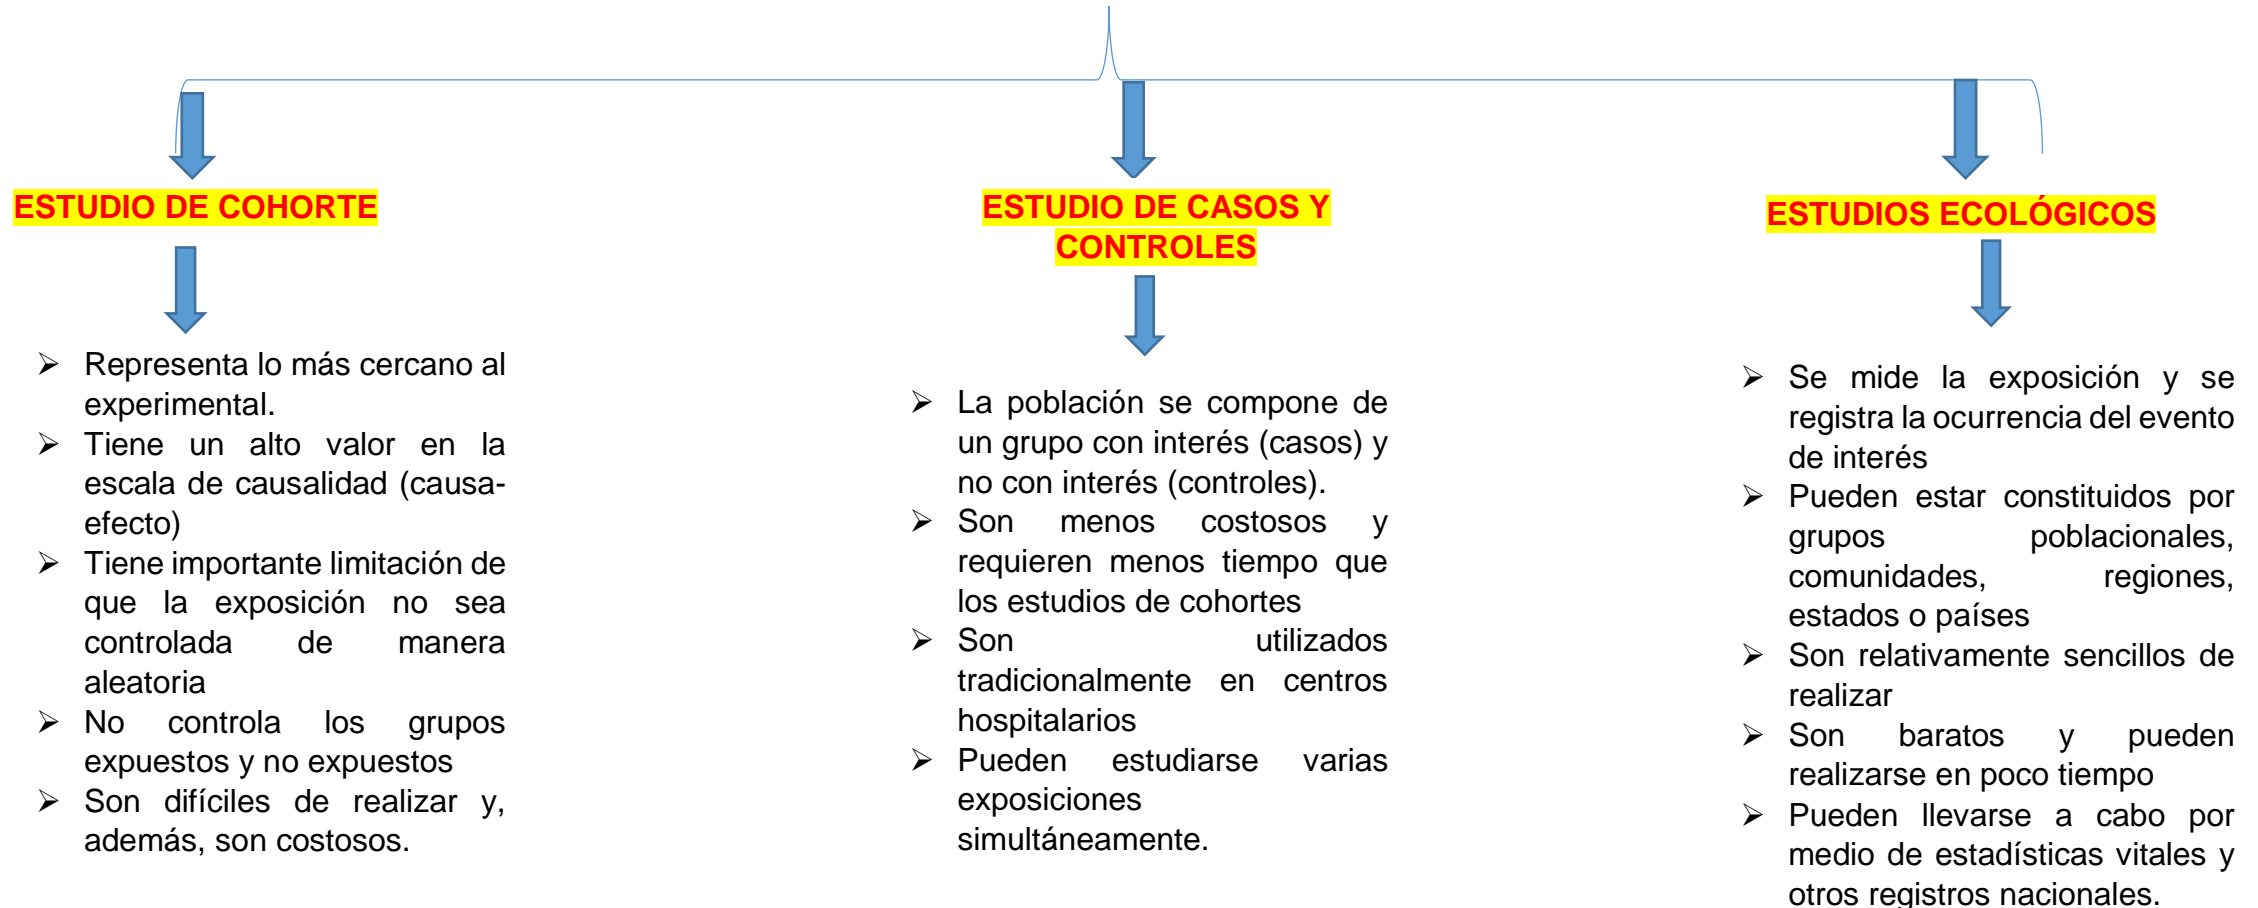 ESTUDIO DE COHORTE
➢ Representa lo más cercano al
experimental.
➢ Tiene un alto valor en la
escala de causalidad (causa-
efecto)
➢ Tiene importante limitación de
que la exposición no sea
controlada de manera
aleatoria
➢ No controla los grupos
expuestos y no expuestos
➢ Son difíciles de realizar y,
además, son costosos.
ESTUDIO DE CASOS Y
CONTROLES
➢ La población se compone de
un grupo con interés (casos) y
no con interés (controles).
➢ Son menos costosos y
requieren menos tiempo que
los estudios de cohortes
➢ Son utilizados
tradicionalmente en centros
hospitalarios
➢ Pueden estudiarse varias
exposiciones
simultáneamente.
ESTUDIOS ECOLÓGICOS
➢ Se mide la exposición y se
registra la ocurrencia del evento
de interés
➢ Pueden estar constituidos por
grupos poblacionales,
comunidades, regiones,
estados o países
➢ Son relativamente sencillos de
realizar
➢ Son baratos y pueden
realizarse en poco tiempo
➢ Pueden llevarse a cabo por
medio de estadísticas vitales y
otros registros nacionales.